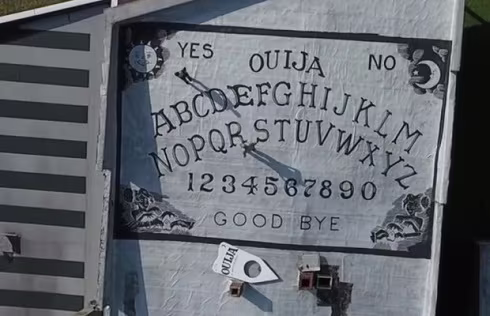 YES OUIJA NO
ABCDEFGHIJKLM
NOPQRSTUVWXYZ
1234567890
GOOD BYE
OUIJA